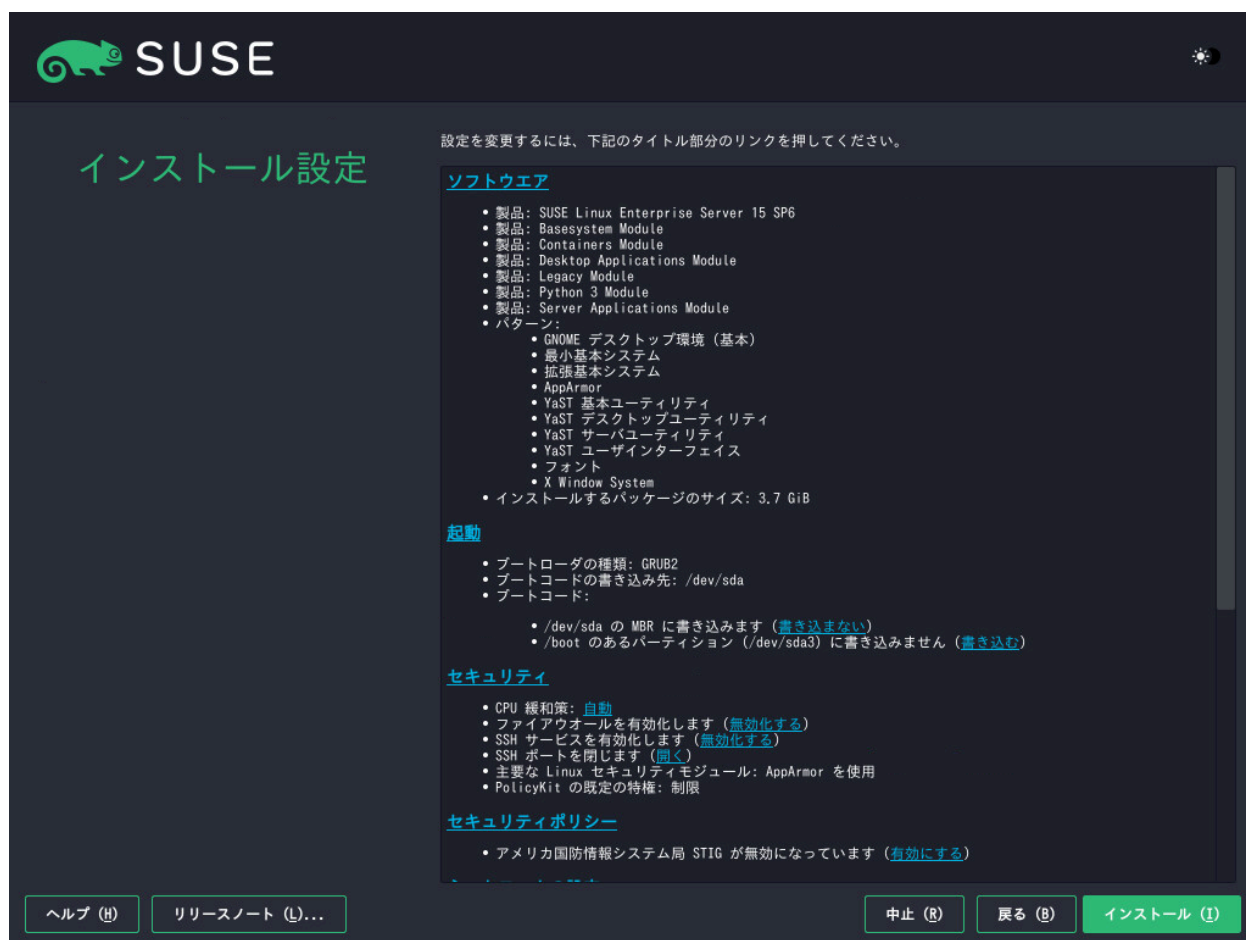 SUSE
インストール設定
設定を変更するには、下記のタイトル部分のリンクを押してください。
ソフトウエア
• 製品: SUSE Linux Enterprise Server 15 SP6
• 製品: Basesystem Module
• 製品: Containers Module
• 製品: Desktop Applications Module
• 製品: Legacy Module
• 製品: Python 3 Module
• 製品: Server Applications Module
• パターン:
• GNOME デスクトップ環境 (基本)
• 最小基本システム
• 拡張基本システム
• AppArmor
• YaST 基本ユーティリティ
• YaST デスクトップユーティリティ
• YaST サーバユーティリティ
• YaST ユーザインターフェイス
• フォント
• X Window System
• インストールするパッケージのサイズ: 3.7 GiB
起動
• ブートローダの種類: GRUB2
• ブートコードの書き込み先: /dev/sda
• ブートコード:
• /dev/sda の MBR に書き込みます (書き込まない)
• /boot のあるパーティション (/dev/sda3) に書き込みません (書き込む)
セキュリティ
• CPU 緩和策: 自動
• ファイアウオールを有効化します (無効化する)
• SSH サービスを有効化します (無効化する)
• SSH ポートを閉じます (開く)
• 主要な Linux セキュリティモジュール: AppArmor を使用
• PolicyKit の既定の特権: 制限
セキュリティポリシー
• アメリカ国防情報システム局 STIG が無効になっています (有効にする)
ヘルプ (H)
リリースノート (L)...
中止 (R)
戻る (B)
インストール (I)